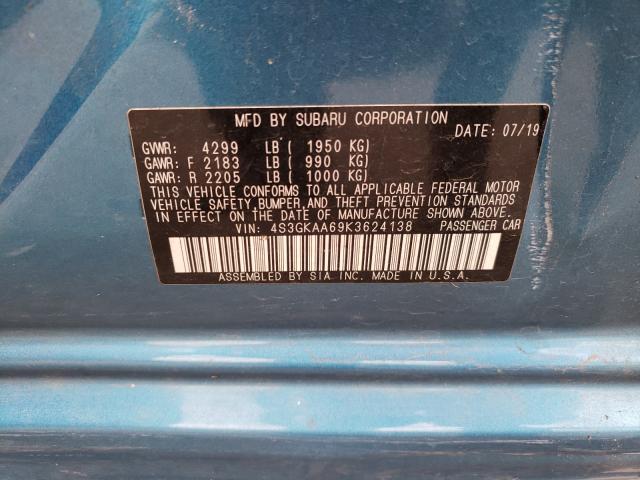 MFD BY SUBARU CORPORATION
DATE: 07/19
GVWR: 4299 LB ( 1950 KG)
GAWR: F 2183 LB ( 990 KG)
GAWR: R 2205 LB ( 1000 KG)
THIS VEHICLE CONFORMS TO ALL APPLICABLE FEDERAL MOTOR
VEHICLE SAFETY, BUMPER, AND THEFT PREVENTION STANDARDS
IN EFFECT ON THE DATE OF MANUFACTURE SHOWN ABOVE.
VIN: 4S3GKAA69K3624138 PASSENGER CAR
ASSEMBLED BY SIA INC. MADE IN U.S.A.